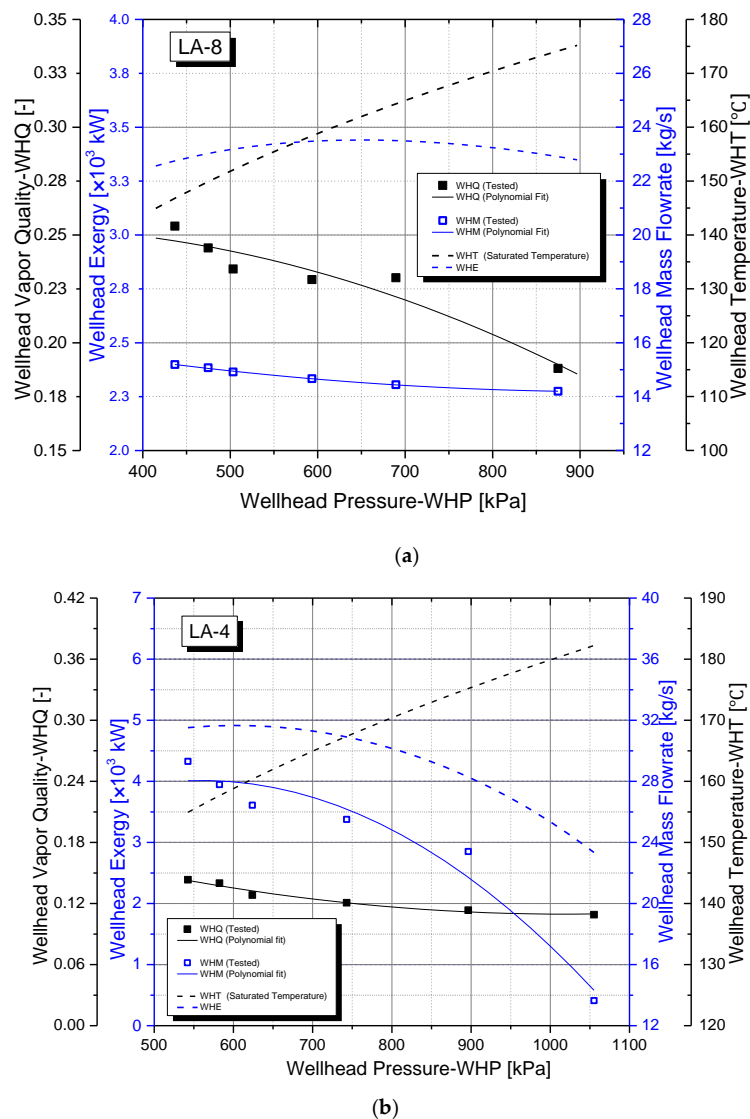 LA-8
Wellhead Vapor Quality-WHQ [-]
0.35
0.33
0.30
0.28
0.25
0.23
0.20
0.18
0.15
Wellhead Exergy [×10³ kW]
4.0
3.8
3.5
3.3
3.0
2.8
2.5
2.3
2.0
WHQ (Tested)
WHQ (Polynomial Fit)
WHM (Tested)
WHM (Polynomial Fit)
WHT (Saturated Temperature)
WHE
28
26
24
22
20
18
16
14
12
Wellhead Mass Flowrate [kg/s]
180
170
160
150
140
130
120
110
100
Wellhead Temperature-WHT [℃]
400 500 600 700 800 900
Wellhead Pressure-WHP [kPa]
(a)
LA-4
Wellhead Vapor Quality-WHQ [-]
0.42
0.36
0.30
0.24
0.18
0.12
0.06
0.00
Wellhead Exergy [×10³ kW]
7
6
5
4
3
2
1
0
WHQ (Tested)
WHQ (Polynomial fit)
WHM (Tested)
WHM (Polynomial fit)
WHT (Saturated Temperature)
WHE
40
36
32
28
24
20
16
12
Wellhead Mass Flowrate [kg/s]
190
180
170
160
150
140
130
120
Wellhead Temperature-WHT [℃]
500 600 700 800 900 1000 1100
Wellhead Pressure-WHP [kPa]
(b)